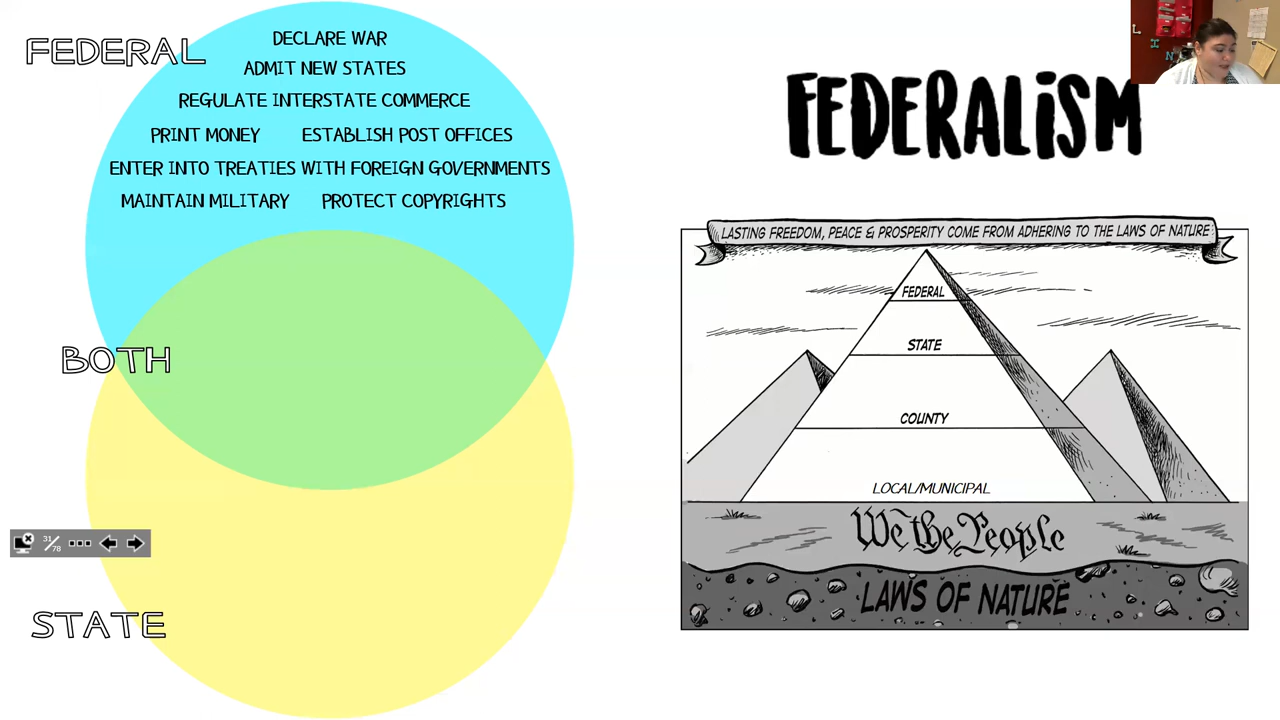 FEDERAL
DECLARE WAR
ADMIT NEW STATES
REGULATE INTERSTATE COMMERCE
PRINT MONEY ESTABLISH POST OFFICES
ENTER INTO TREATIES WITH FOREIGN GOVERNMENTS
MAINTAIN MILITARY PROTECT COPYRIGHTS
BOTH
31/78
STATE
FEDERALiSM
LASTING FREEDOM, PEACE & PROSPERITY COME FROM ADHERING TO THE LAWS OF NATURE
FEDERAL
STATE
COUNTY
LOCAL/MUNICIPAL
We the People
LAWS OF NATURE
L
I
N